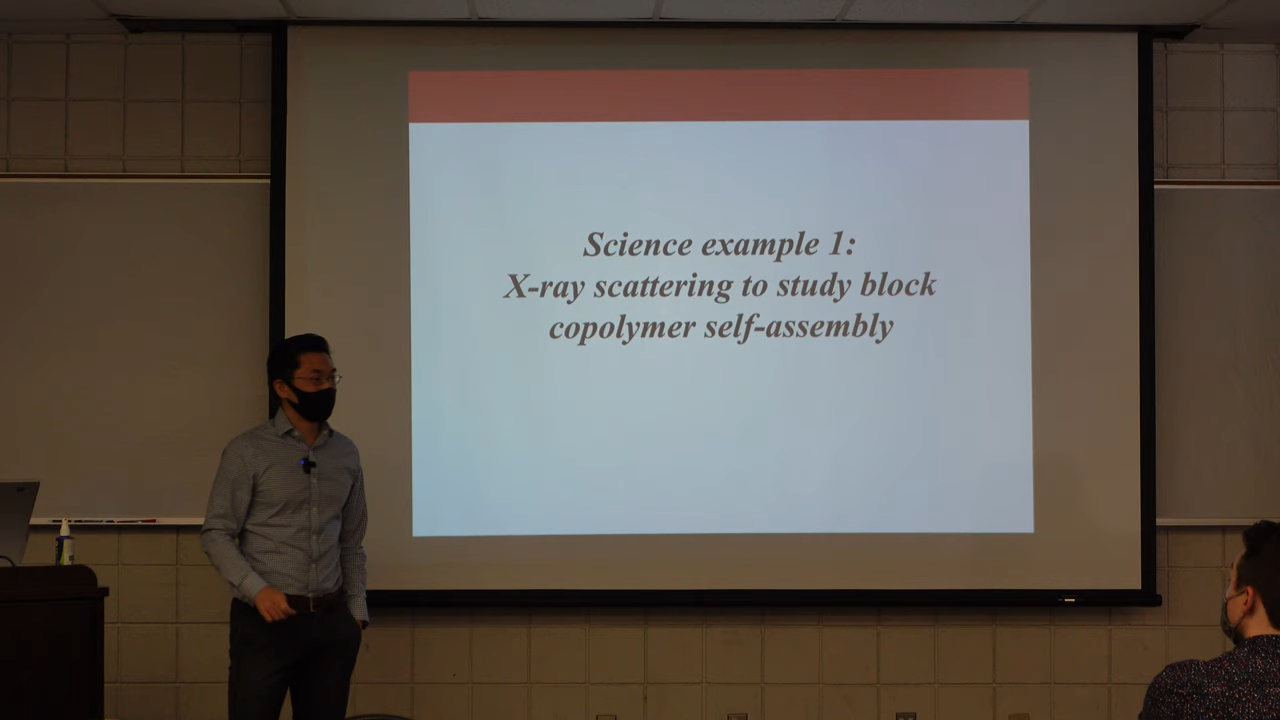 Science example 1:
X-ray scattering to study block
copolymer self-assembly